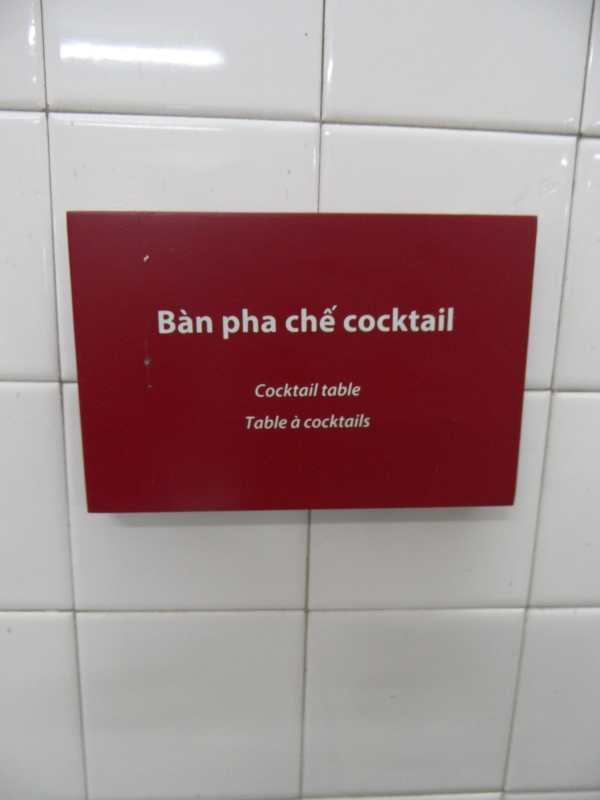 Bàn pha chế cocktail
Cocktail table
Table à cocktails